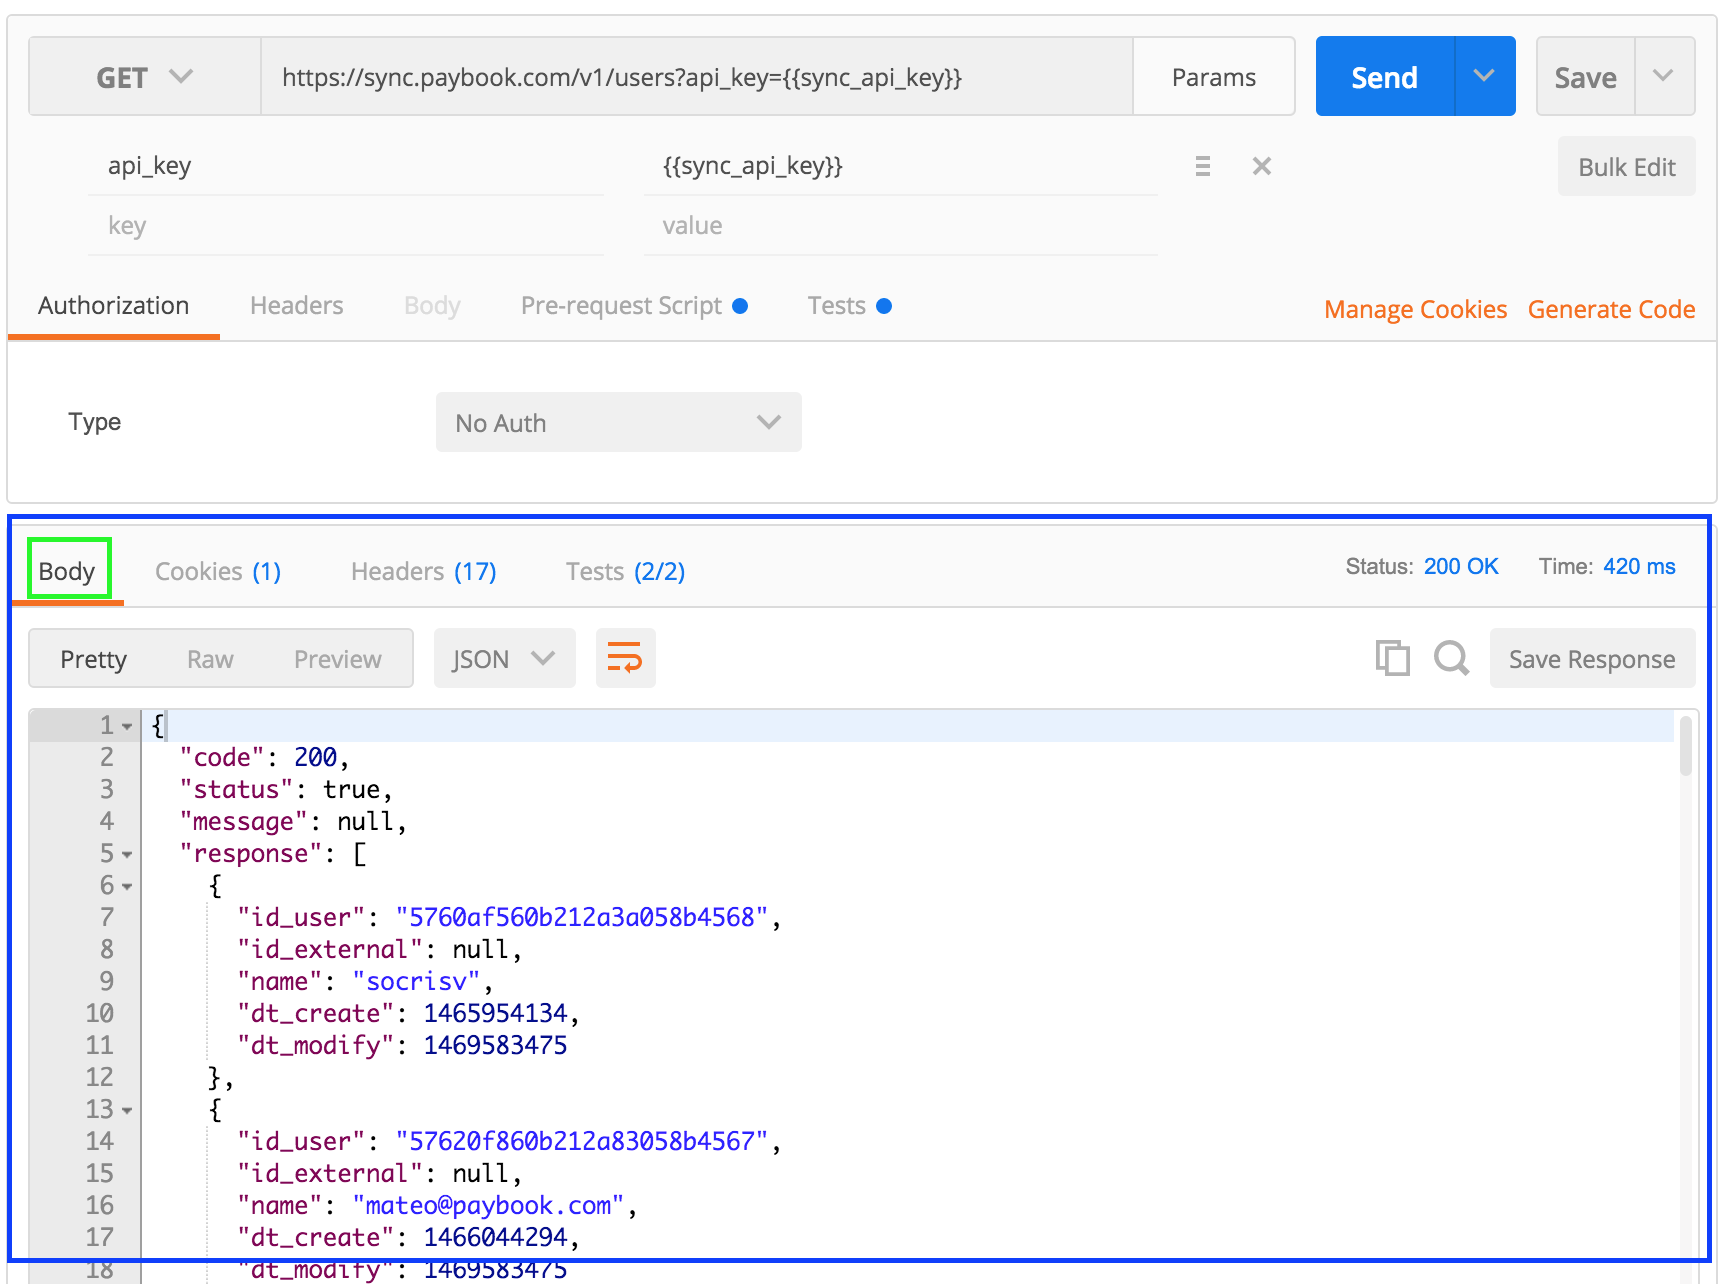 GET https://sync.paybook.com/v1/users?api_key={{sync_api_key}} Params Send Save
api_key {{sync_api_key}} Bulk Edit
key value
Authorization Headers Body Pre-request Script Tests Manage Cookies Generate Code
Type No Auth
Body Cookies (1) Headers (17) Tests (2/2) Status: 200 OK Time: 420 ms
Pretty Raw Preview JSON Save Response
1 {
2 "code": 200,
3 "status": true,
4 "message": null,
5 "response": [
6 {
7 "id_user": "5760af560b212a3a058b4568",
8 "id_external": null,
9 "name": "socrisv",
10 "dt_create": 1465954134,
11 "dt_modify": 1469583475
12 },
13 {
14 "id_user": "57620f860b212a83058b4567",
15 "id_external": null,
16 "name": "mateo@paybook.com",
17 "dt_create": 1466044294,
18 "dt_modify": 1469583475